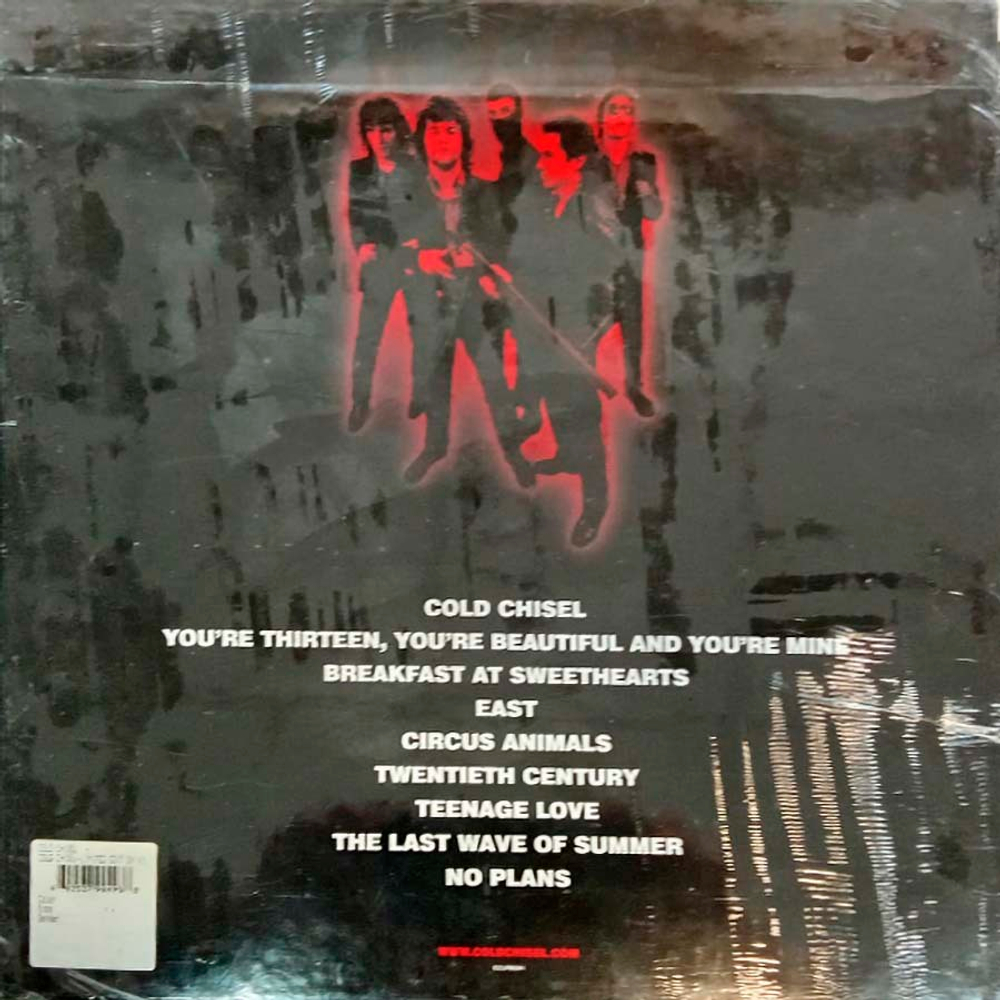 COLD CHISEL
YOU'RE THIRTEEN, YOU'RE BEAUTIFUL AND YOU'RE MINE
BREAKFAST AT SWEETHEARTS
EAST
CIRCUS ANIMALS
TWENTIETH CENTURY
TEENAGE LOVE
THE LAST WAVE OF SUMMER
NO PLANS
WWW.COLDCHISEL.COM